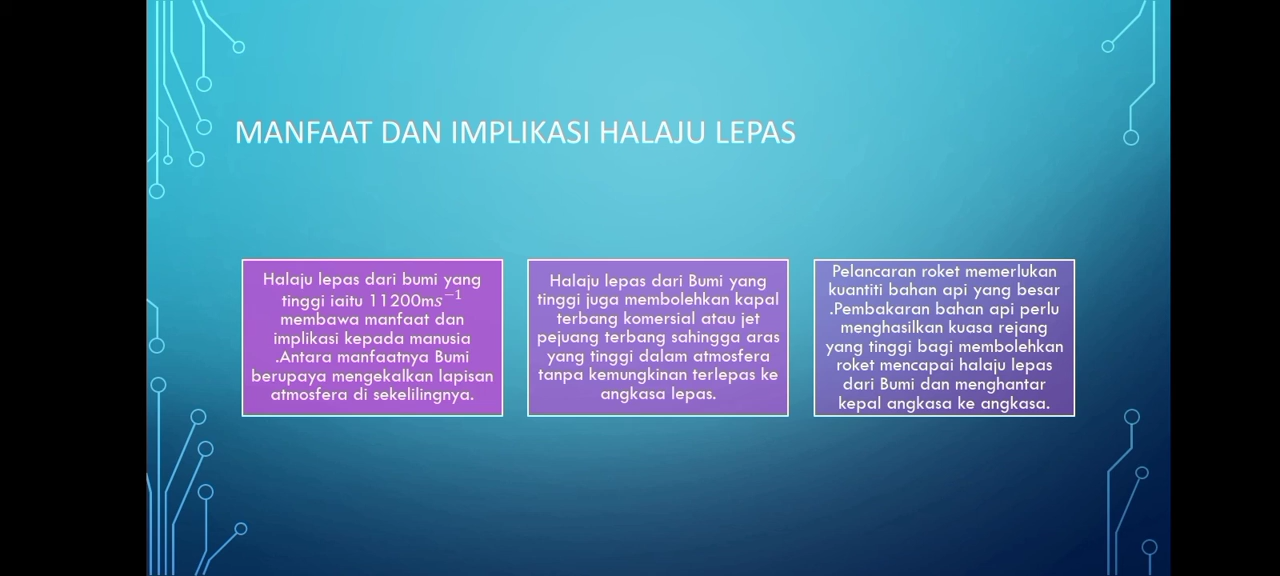 MANFAAT DAN IMPLIKASI HALAJU LEPAS
Halaju lepas dari bumi yang
tinggi iaitu 11200ms⁻¹
membawa manfaat dan
implikasi kepada manusia
.Antara manfaatnya Bumi
berupaya mengekalkan lapisan
atmosfera di sekelilingnya.
Halaju lepas dari Bumi yang
tinggi juga membolehkan kapal
terbang komersial atau jet
pejuang terbang sahingga aras
yang tinggi dalam atmosfera
tanpa kemungkinan terlepas ke
angkasa lepas.
Pelancaran roket memerlukan
kuantiti bahan api yang besar
.Pembakaran bahan api perlu
menghasilkan kuasa rejang
yang tinggi bagi membolehkan
roket mencapai halaju lepas
dari Bumi dan menghantar
kepal angkasa ke angkasa.